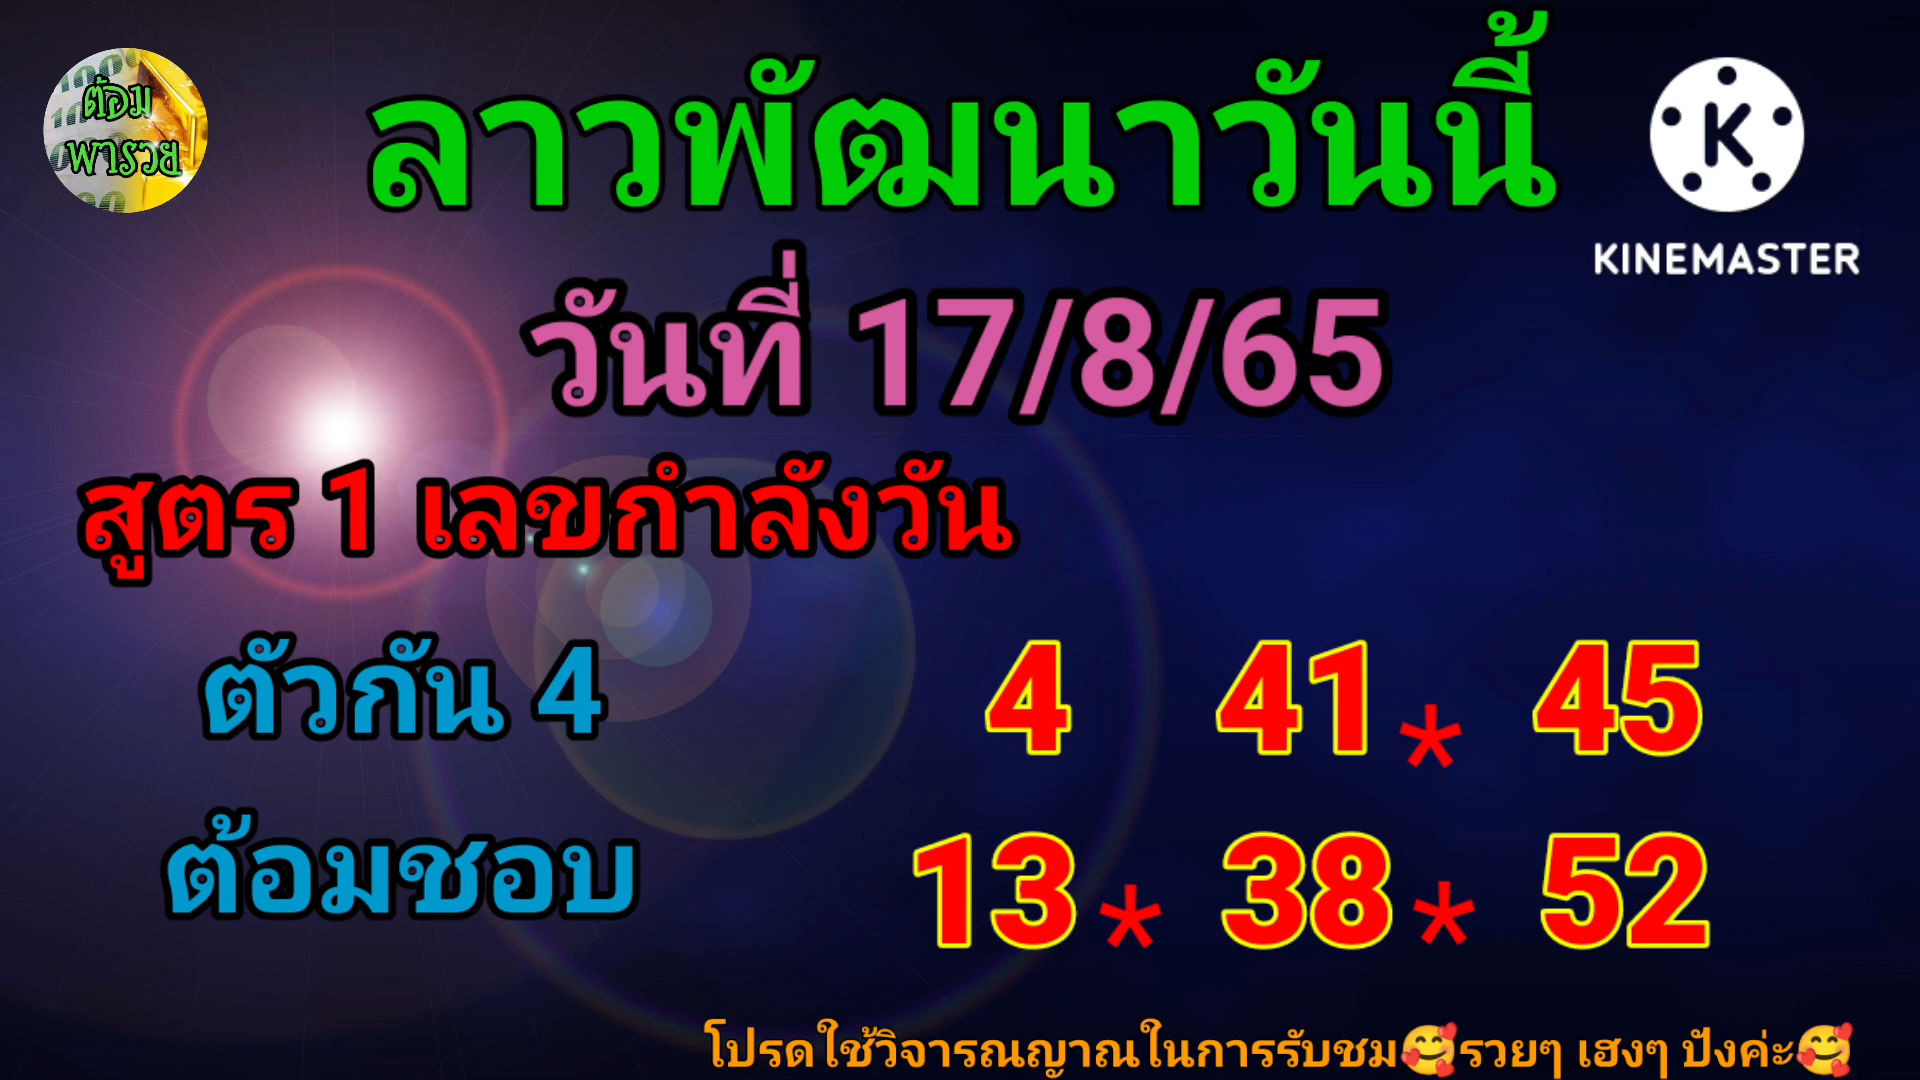 ต้อม
พารวย
ลาวพัฒนาวันนี้
KINEMASTER
วันที่ 17/8/65
สูตร 1 เลขกำลังวัน
ตัวกัน 4 4 41* 45
ต้อมชอบ 13* 38* 52
โปรดใช้วิจารณญาณในการรับชม🥰รวยๆ เฮงๆ ปังค่ะ🥰